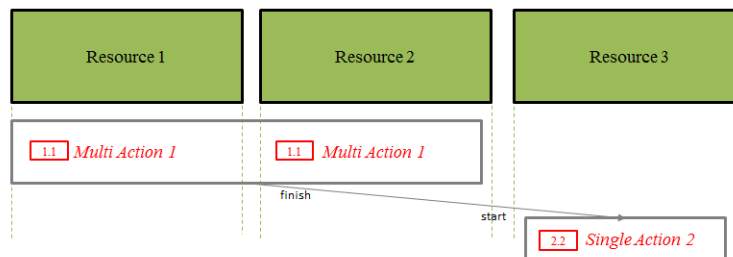 Resource 1
Resource 2
Resource 3
1.1 Multi Action 1
1.1 Multi Action 1
finish
start
2.2 Single Action 2